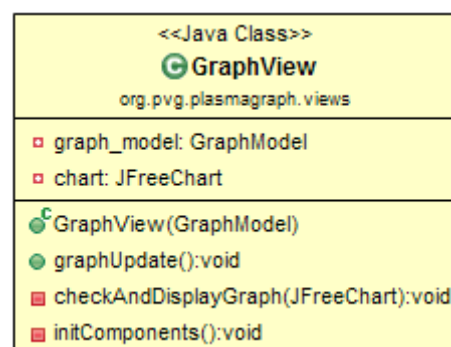 <<Java Class>>
GraphView
org.pvg.plasmagraph.views
graph_model: GraphModel
chart: JFreeChart
GraphView(GraphModel)
graphUpdate():void
checkAndDisplayGraph(JFreeChart):void
initComponents():void